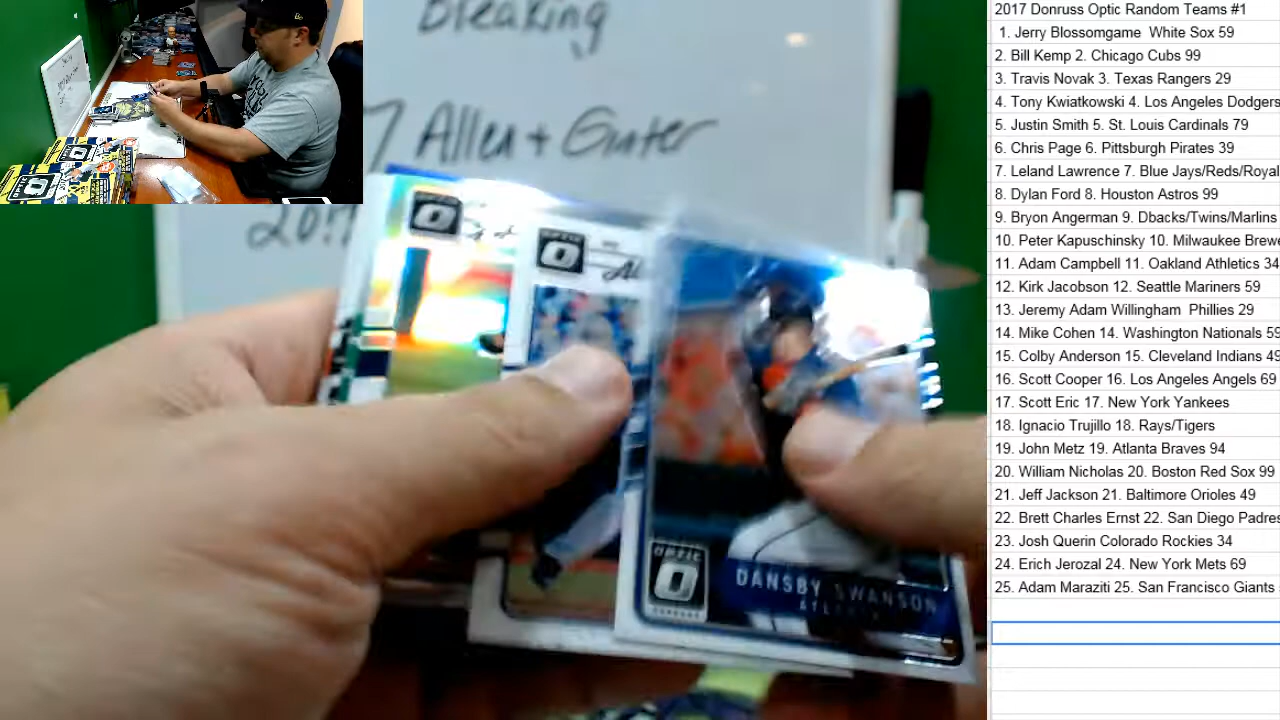 Breaking
7 Allen + Ginter
2017
OPTIC
OPTIC
OPTIC
DANSBY SWANSON
ATLANTA
2017 Donruss Optic Random Teams #1
1. Jerry Blossomgame White Sox 59
2. Bill Kemp 2. Chicago Cubs 99
3. Travis Novak 3. Texas Rangers 29
4. Tony Kwiatkowski 4. Los Angeles Dodgers
5. Justin Smith 5. St. Louis Cardinals 79
6. Chris Page 6. Pittsburgh Pirates 39
7. Leland Lawrence 7. Blue Jays/Reds/Royal
8. Dylan Ford 8. Houston Astros 99
9. Bryon Angerman 9. Dbacks/Twins/Marlins
10. Peter Kapuschinsky 10. Milwaukee Brewe
11. Adam Campbell 11. Oakland Athletics 34
12. Kirk Jacobson 12. Seattle Mariners 59
13. Jeremy Adam Willingham Phillies 29
14. Mike Cohen 14. Washington Nationals 55
15. Colby Anderson 15. Cleveland Indians 49
16. Scott Cooper 16. Los Angeles Angels 69
17. Scott Eric 17. New York Yankees
18. Ignacio Trujillo 18. Rays/Tigers
19. John Metz 19. Atlanta Braves 94
20. William Nicholas 20. Boston Red Sox 99
21. Jeff Jackson 21. Baltimore Orioles 49
22. Brett Charles Ernst 22. San Diego Padres
23. Josh Querin Colorado Rockies 34
24. Erich Jerozal 24. New York Mets 69
25. Adam Maraziti 25. San Francisco Giants